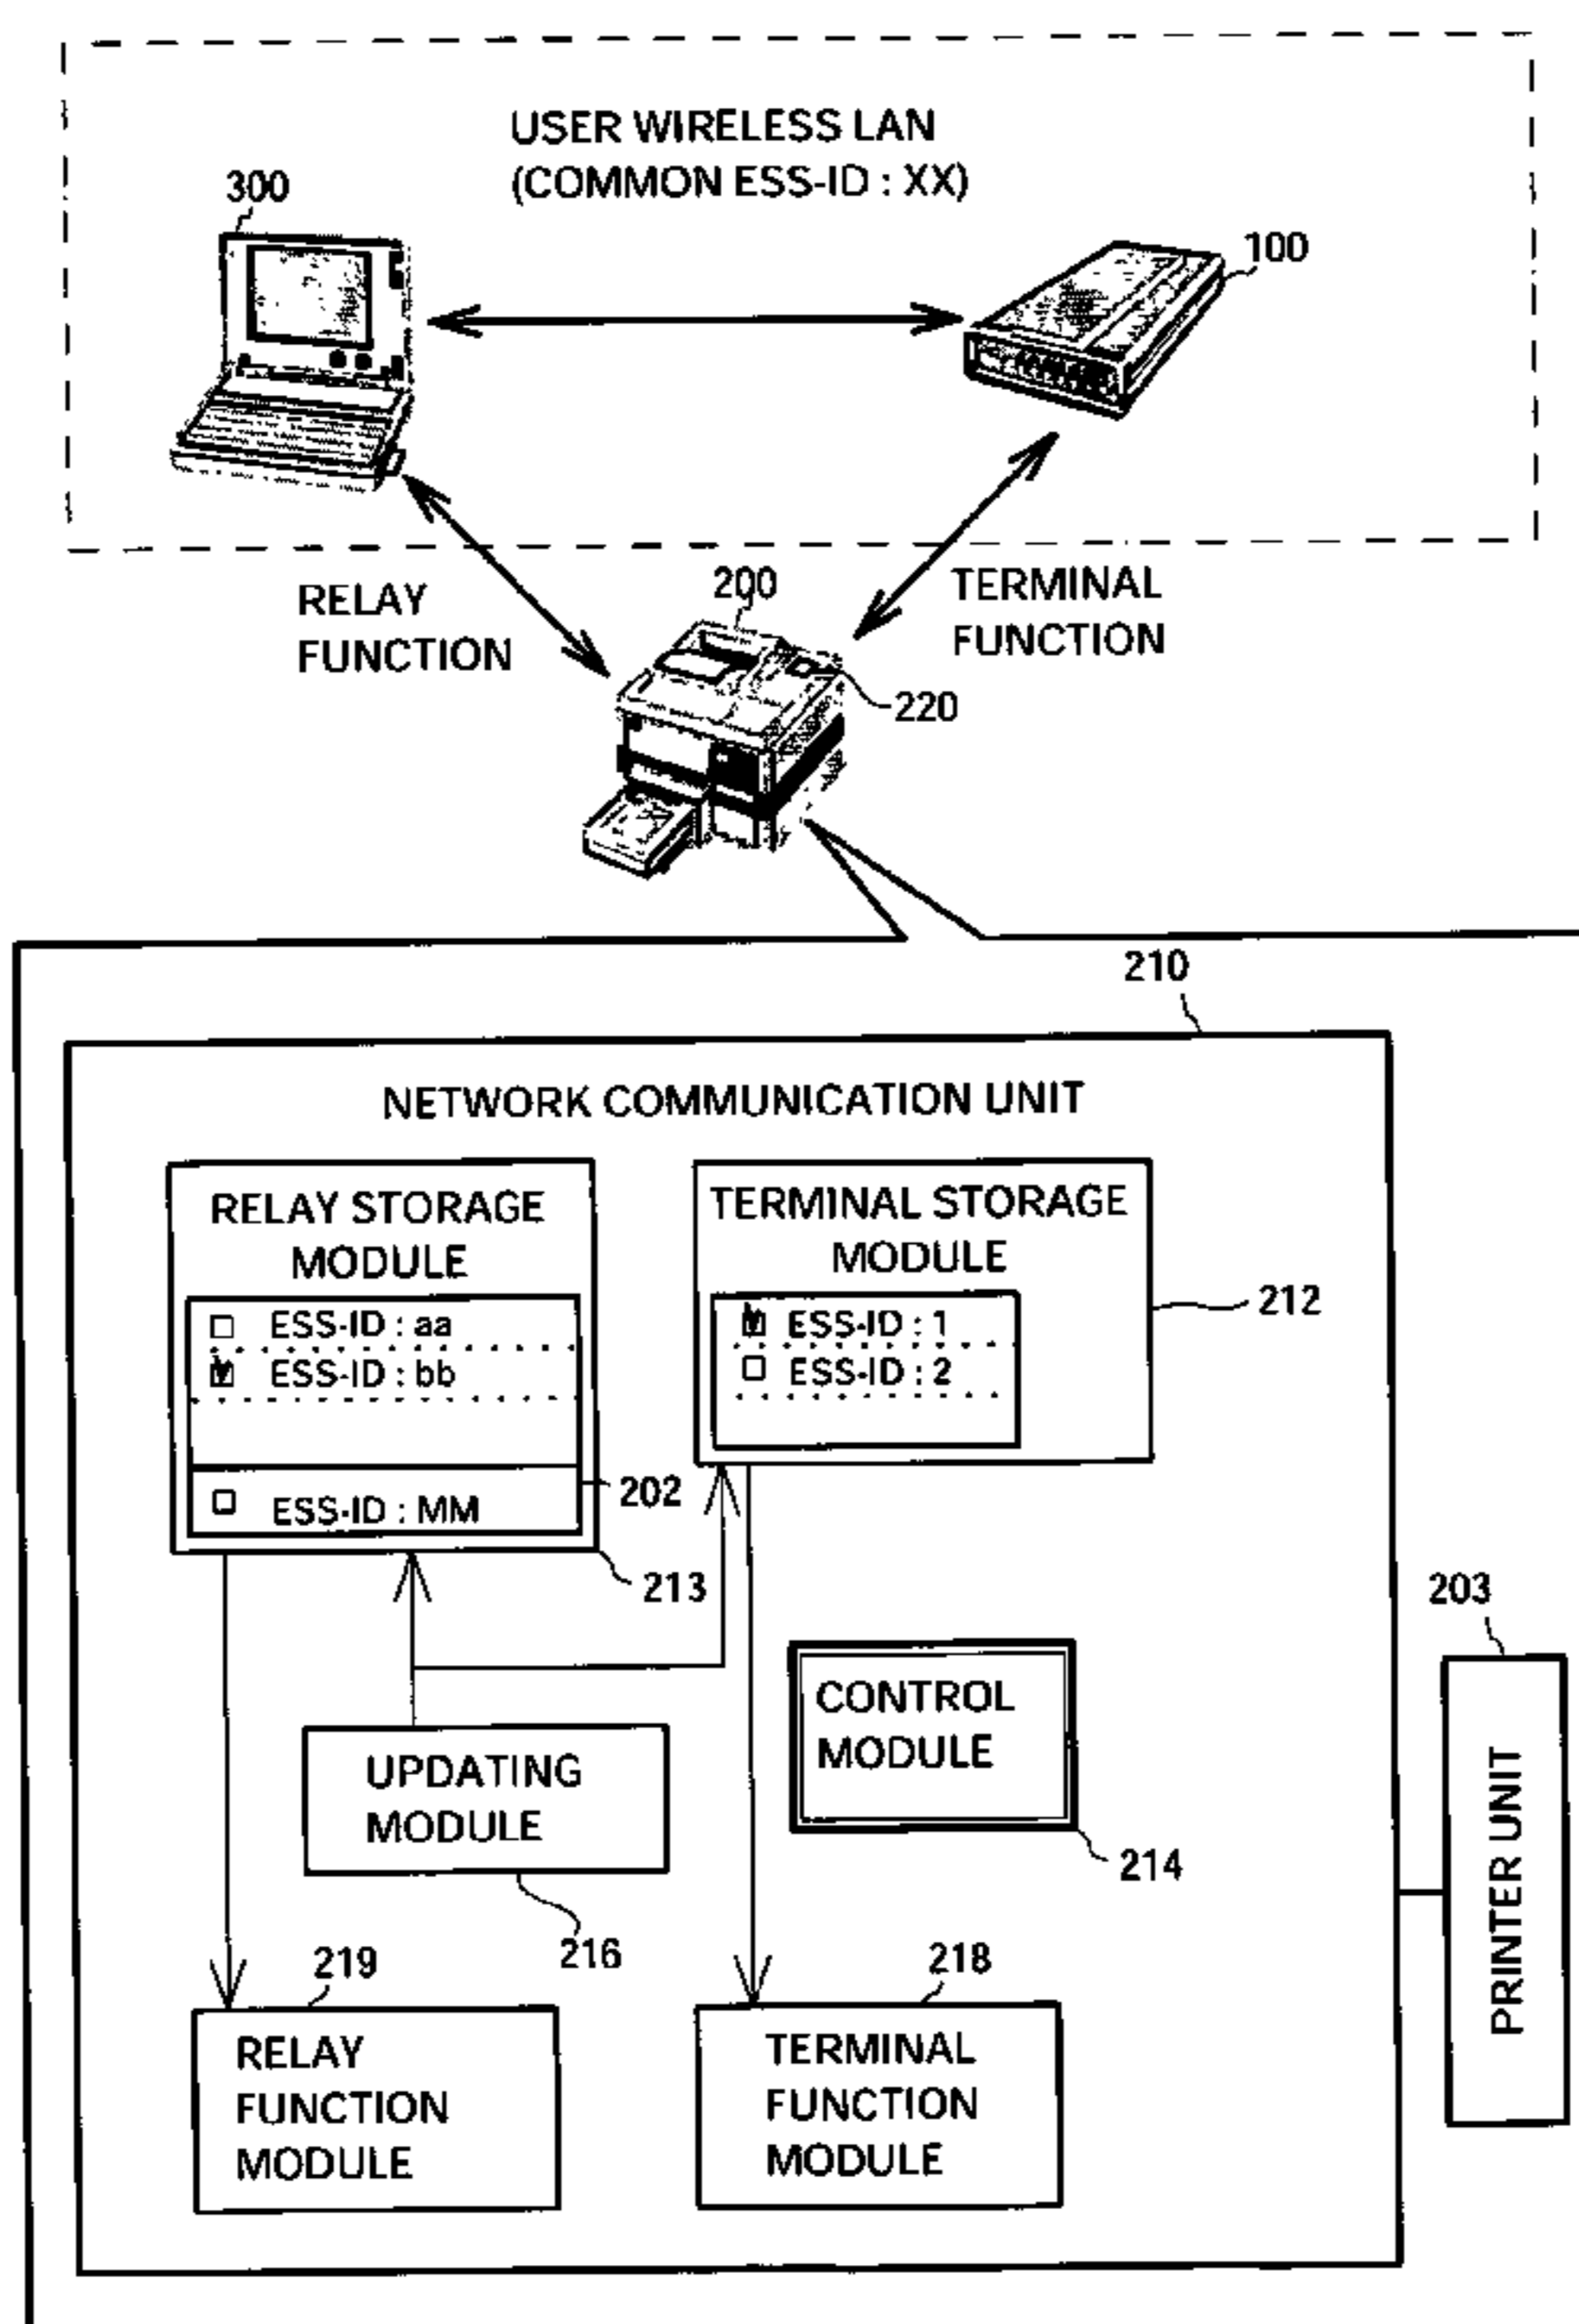 USER WIRELESS LAN
(COMMON ESS-ID : XX)
300
100
RELAY
FUNCTION
200
TERMINAL
FUNCTION
220
210
NETWORK COMMUNICATION UNIT
RELAY STORAGE
MODULE
ESS-ID : aa
ESS-ID : bb
ESS-ID : MM
202
213
TERMINAL STORAGE
MODULE
ESS-ID : 1
ESS-ID : 2
212
UPDATING
MODULE
216
CONTROL
MODULE
214
203
PRINTER UNIT
219
RELAY
FUNCTION
MODULE
218
TERMINAL
FUNCTION
MODULE